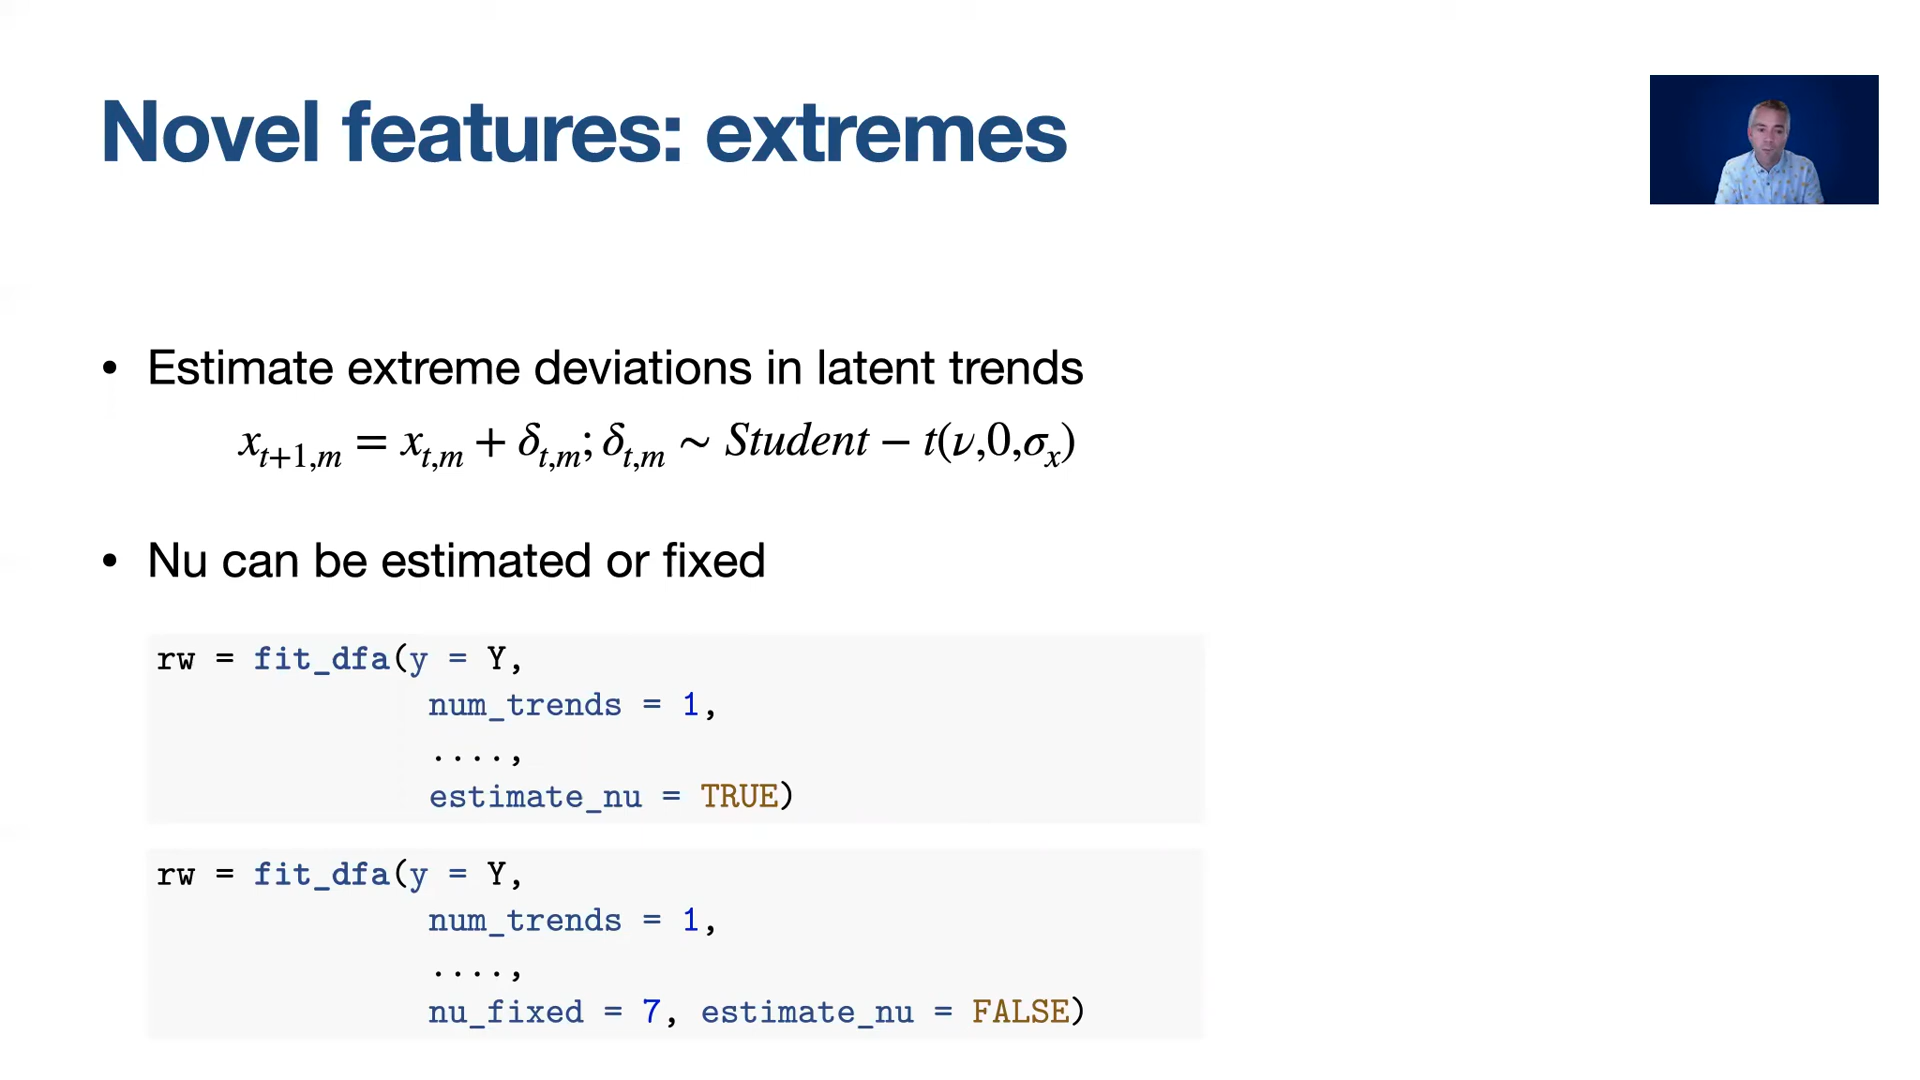 Novel features: extremes
• Estimate extreme deviations in latent trends
x_{t+1,m} = x_{t,m} + δ_{t,m}; δ_{t,m} ∼ Student − t(ν,0,σ_x)
• Nu can be estimated or fixed
rw = fit_dfa(y = Y,
num_trends = 1,
....,
estimate_nu = TRUE)
rw = fit_dfa(y = Y,
num_trends = 1,
....,
nu_fixed = 7, estimate_nu = FALSE)